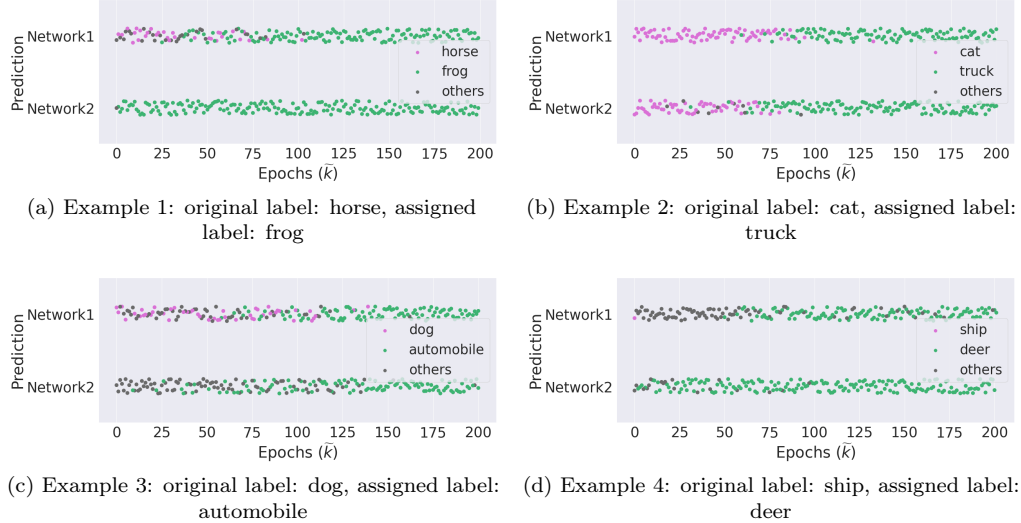 Prediction
Network1
Network2
horse
frog
others
0 25 50 75 100 125 150 175 200
Epochs (k̃)
(a) Example 1: original label: horse, assigned
label: frog
Prediction
Network1
Network2
cat
truck
others
0 25 50 75 100 125 150 175 200
Epochs (k̃)
(b) Example 2: original label: cat, assigned label:
truck
Prediction
Network1
Network2
dog
automobile
others
0 25 50 75 100 125 150 175 200
Epochs (k̃)
(c) Example 3: original label: dog, assigned label:
automobile
Prediction
Network1
Network2
ship
deer
others
0 25 50 75 100 125 150 175 200
Epochs (k̃)
(d) Example 4: original label: ship, assigned label:
deer